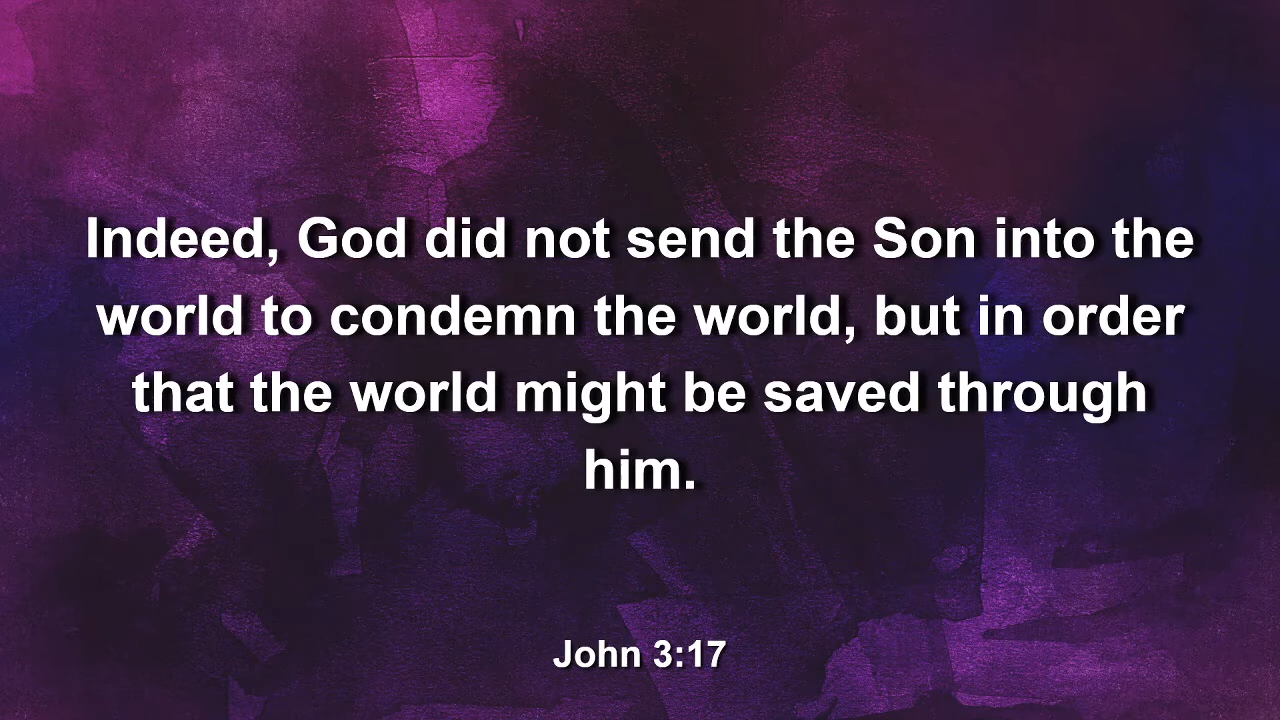 Indeed, God did not send the Son into the
world to condemn the world, but in order
that the world might be saved through
him.
John 3:17